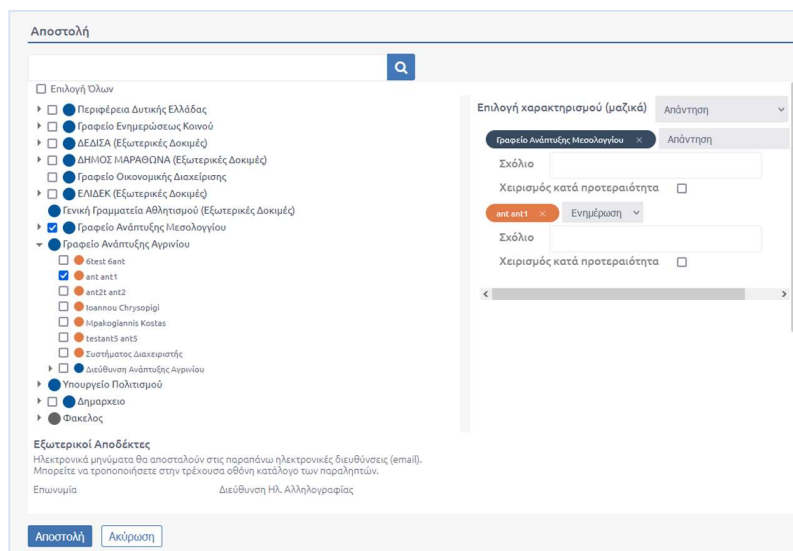 Αποστολή
Επιλογή Όλων
Περιφέρεια Δυτικής Ελλάδας
Γραφείο Ενημερώσεως Κοινού
ΔΕΔΙΣΑ (Εξωτερικές Δοκιμές)
ΔΗΜΟΣ ΜΑΡΑΘΩΝΑ (Εξωτερικές Δοκιμές)
Γραφείο Οικονομικής Διαχείρισης
ΕΛΙΔΕΚ (Εξωτερικές Δοκιμές)
Γενική Γραμματεία Αθλητισμού (Εξωτερικές Δοκιμές)
Γραφείο Ανάπτυξης Μεσολογγίου
Γραφείο Ανάπτυξης Αγρινίου
6test 6ant
ant ant1
ant2t ant2
Ioannou Chrysopigi
Mpakogiannis Kostas
testant5 ant5
Συστήματος Διαχειριστής
Διεύθυνση Ανάπτυξης Αγρινίου
Υπουργείο Πολιτισμού
Δημαρχειο
Φακελος
Επιλογή χαρακτηρισμού (μαζικά) Απάντηση
Γραφείο Ανάπτυξης Μεσολογγίου × Απάντηση
Σχόλιο
Χειρισμός κατά προτεραιότητα
ant ant1 × Ενημέρωση
Σχόλιο
Χειρισμός κατά προτεραιότητα
Εξωτερικοί Αποδέκτες
Ηλεκτρονικά μηνύματα θα αποσταλούν στις παραπάνω ηλεκτρονικές διευθύνσεις (email).
Μπορείτε να τροποποιήσετε στην τρέχουσα οθόνη κατάλογο των παραληπτών.
Επωνυμία Διεύθυνση Ηλ. Αλληλογραφίας
Αποστολή Ακύρωση